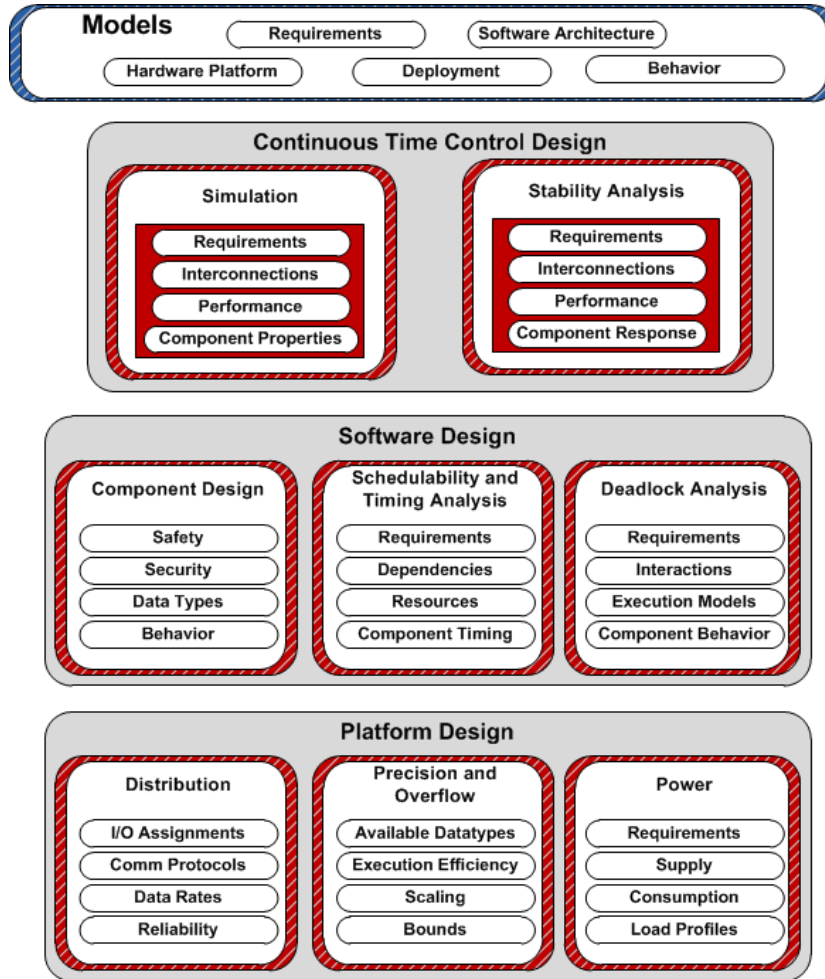 Models
Requirements
Software Architecture
Hardware Platform
Deployment
Behavior
Continuous Time Control Design
Simulation
Requirements
Interconnections
Performance
Component Properties
Stability Analysis
Requirements
Interconnections
Performance
Component Response
Software Design
Component Design
Safety
Security
Data Types
Behavior
Schedulability and
Timing Analysis
Requirements
Dependencies
Resources
Component Timing
Deadlock Analysis
Requirements
Interactions
Execution Models
Component Behavior
Platform Design
Distribution
I/O Assignments
Comm Protocols
Data Rates
Reliability
Precision and
Overflow
Available Datatypes
Execution Efficiency
Scaling
Bounds
Power
Requirements
Supply
Consumption
Load Profiles